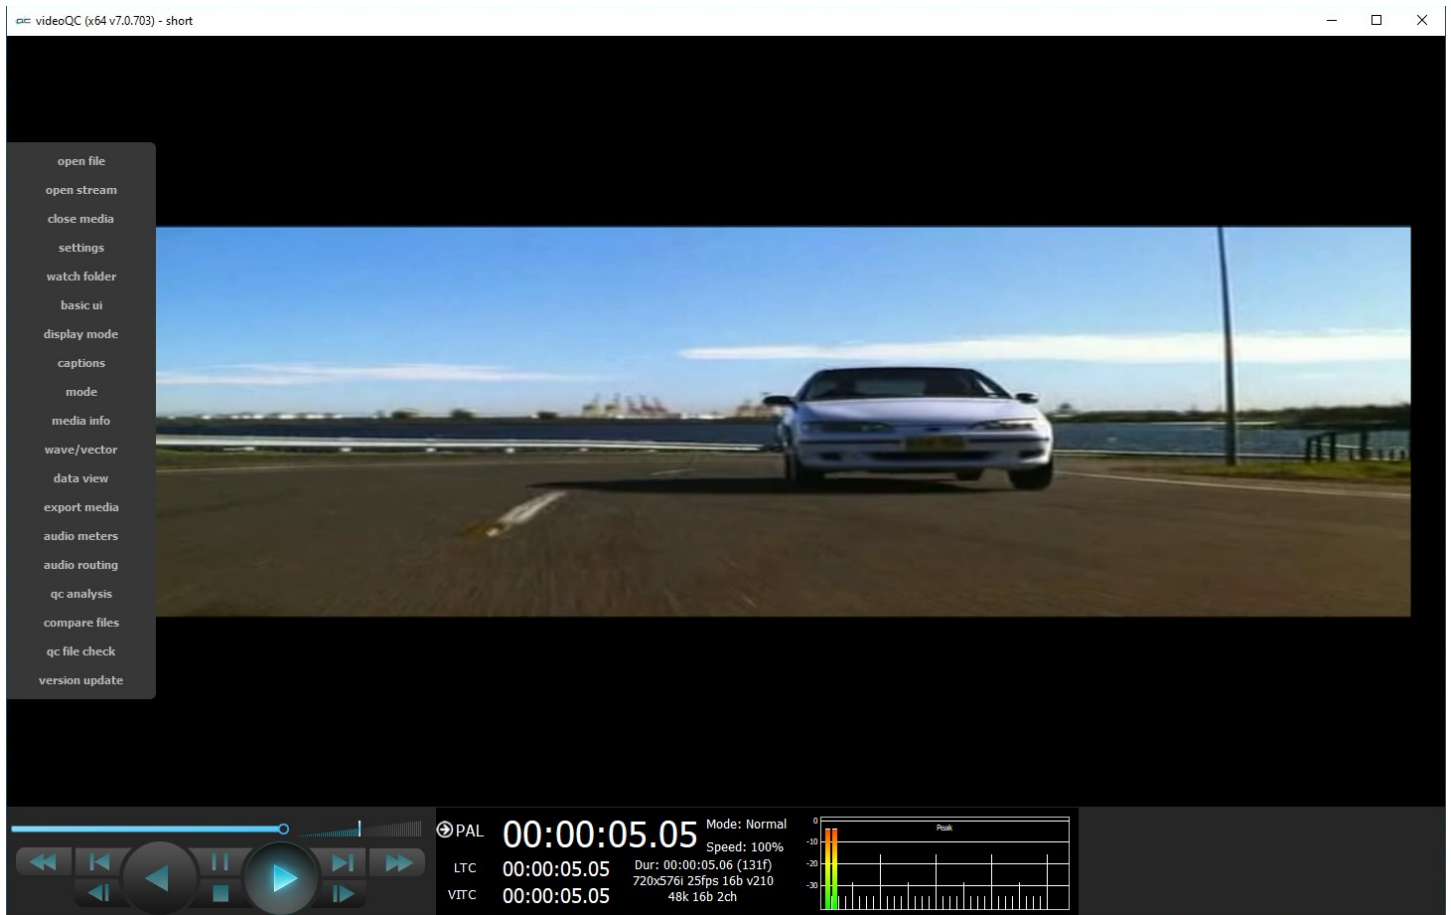 videoQC (x64 v7.0.703) - short
open file
open stream
close media
settings
watch folder
basic ui
display mode
captions
mode
media info
wave/vector
data view
export media
audio meters
audio routing
qc analysis
compare files
qc file check
version update
PAL 00:00:05.05 Mode: Normal
Speed: 100%
LTC 00:00:05.05 Dur: 00:00:05.06 (131f)
720x576i 25fps 16b v210
VITC 00:00:05.05 48k 16b 2ch
Peak
0
-10
-20
-30